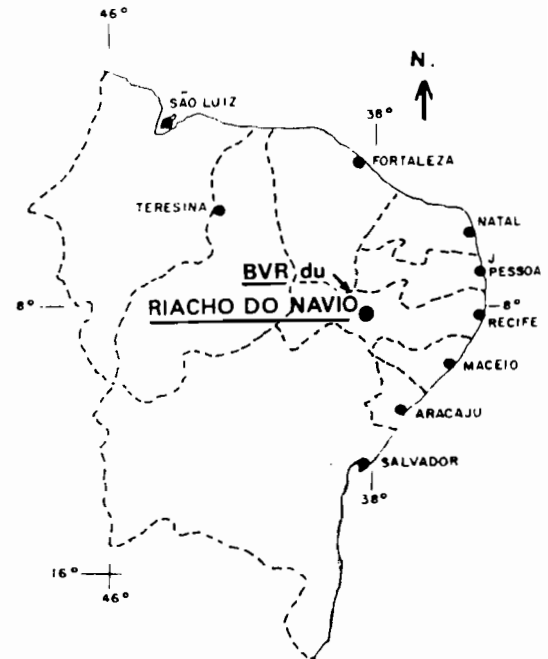 46°
N.
SÃO LUIZ
38°
FORTALEZA
TERESINA
NATAL
J
PESSOA
BVR du
8°
RIACHO DO NAVIO
8°
RECIFE
MACEIO
ARACAJU
SALVADOR
38°
16°
46°